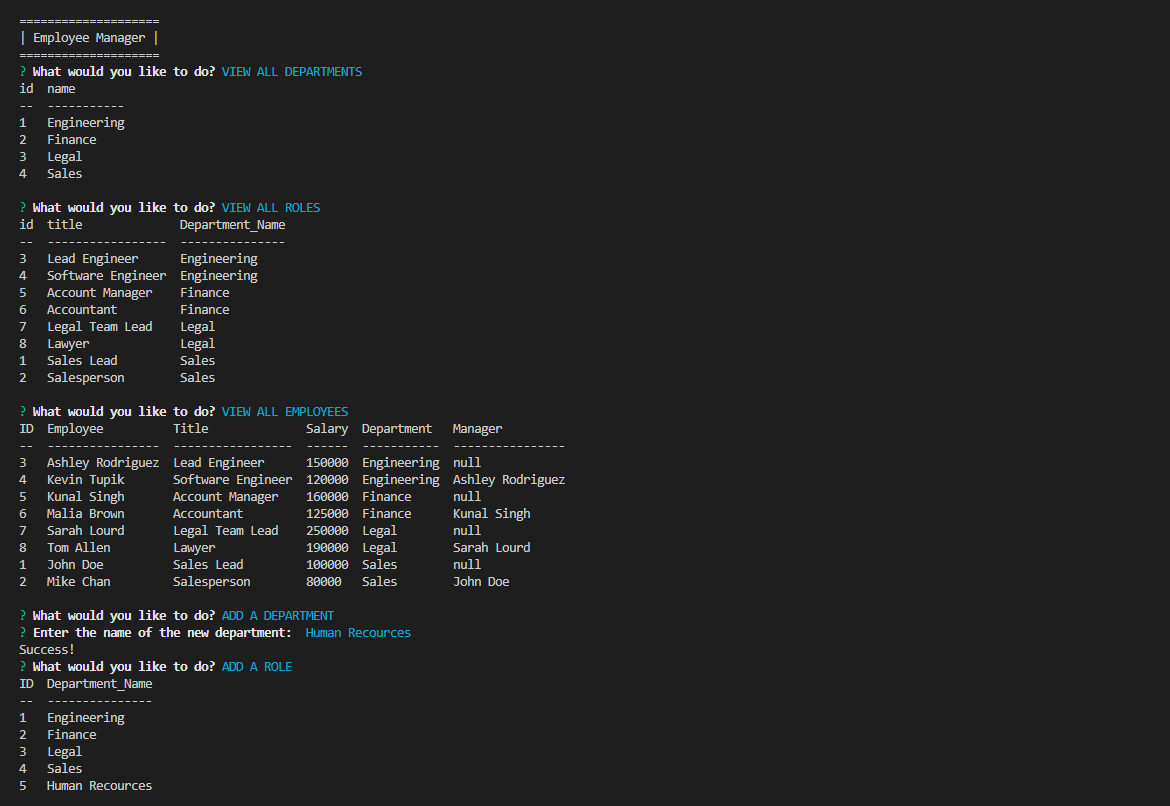 ====================
| Employee Manager |
====================
? What would you like to do? VIEW ALL DEPARTMENTS
id  name
--  -----------
1   Engineering
2   Finance
3   Legal
4   Sales
? What would you like to do? VIEW ALL ROLES
id  title              Department_Name
--  -----------------  ---------------
3   Lead Engineer      Engineering
4   Software Engineer  Engineering
5   Account Manager    Finance
6   Accountant         Finance
7   Legal Team Lead    Legal
8   Lawyer             Legal
1   Sales Lead         Sales
2   Salesperson        Sales
? What would you like to do? VIEW ALL EMPLOYEES
ID  Employee          Title              Salary  Department   Manager
--  ----------------  -----------------  ------  -----------  ----------------
3   Ashley Rodriguez  Lead Engineer      150000  Engineering  null
4   Kevin Tupik       Software Engineer  120000  Engineering  Ashley Rodriguez
5   Kunal Singh       Account Manager    160000  Finance      null
6   Malia Brown       Accountant         125000  Finance      Kunal Singh
7   Sarah Lourd       Legal Team Lead    250000  Legal        null
8   Tom Allen         Lawyer             190000  Legal        Sarah Lourd
1   John Doe          Sales Lead         100000  Sales        null
2   Mike Chan         Salesperson        80000   Sales        John Doe
? What would you like to do? ADD A DEPARTMENT
? Enter the name of the new department:  Human Recources
Success!
? What would you like to do? ADD A ROLE
ID  Department_Name
--  ---------------
1   Engineering
2   Finance
3   Legal
4   Sales
5   Human Recources